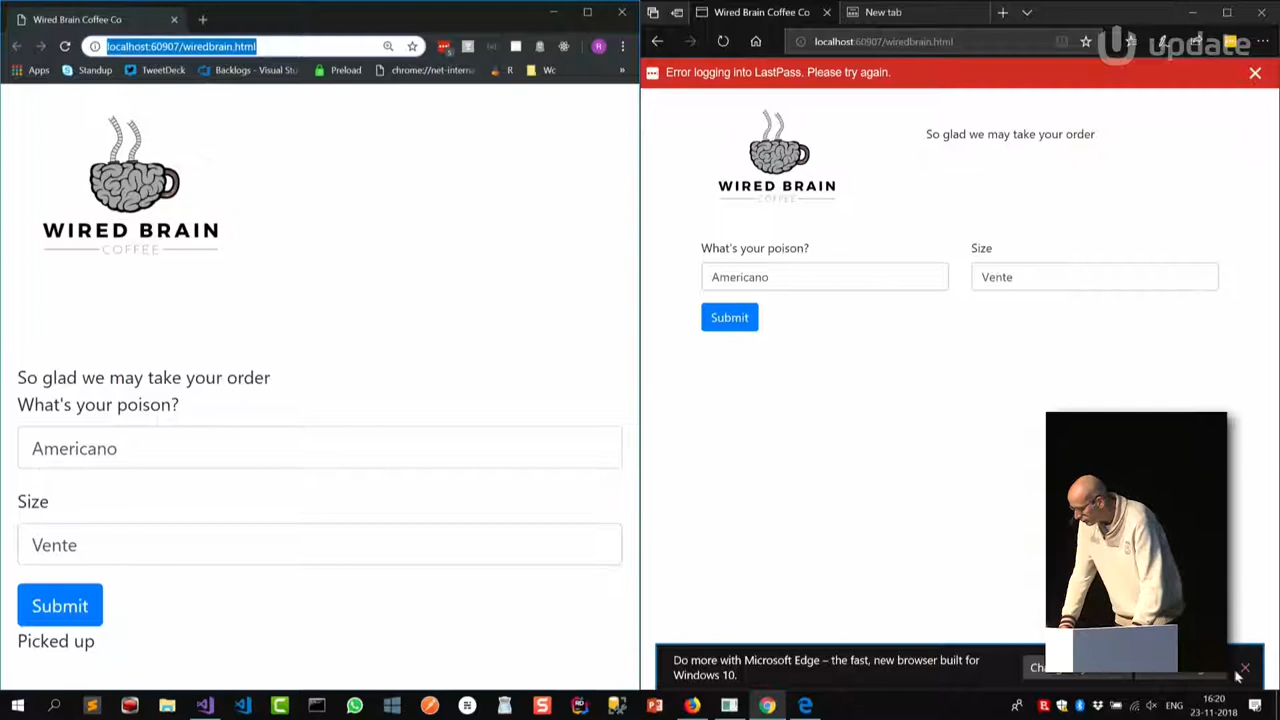 Wired Brain Coffee Co
localhost:60907/wiredbrain.html
Apps
Standup
TweetDeck
Backlogs - Visual Stu
Preload
chrome://net-interna
R
Wc
»
WIRED BRAIN
COFFEE
So glad we may take your order
What's your poison?
Americano
Size
Vente
Submit
Picked up
Wired Brain Coffee Co
New tab
localhost:60907/wiredbrain.html
update
Error logging into LastPass. Please try again.
WIRED BRAIN
COFFEE
So glad we may take your order
What's your poison?
Size
Americano
Vente
Submit
Do more with Microsoft Edge – the fast, new browser built for
Windows 10.
ENG
16:20
23-11-2018